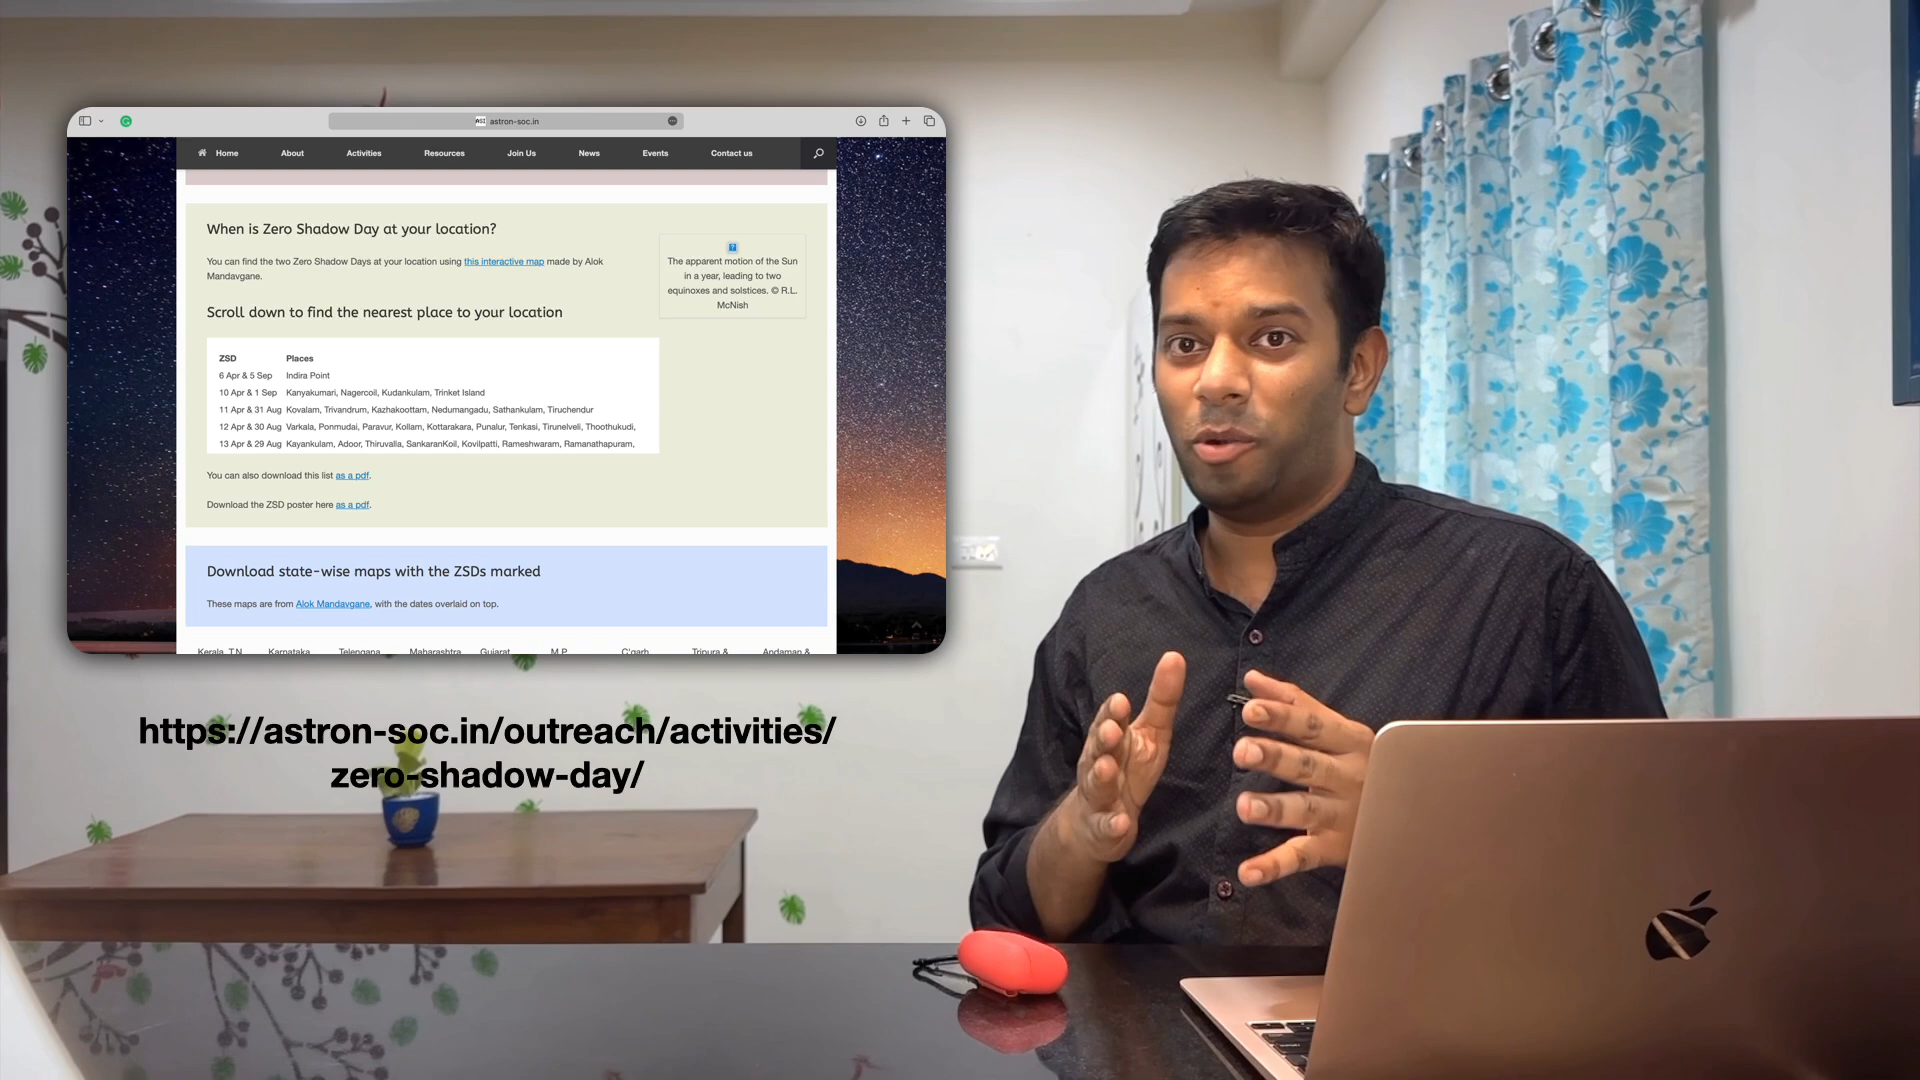 astron-soc.in
Home About Activities Resources Join Us News Events Contact us
When is Zero Shadow Day at your location?
You can find the two Zero Shadow Days at your location using this interactive map made by Alok
Mandavgane.
The apparent motion of the Sun
in a year, leading to two
equinoxes and solstices. © R.L.
McNish
Scroll down to find the nearest place to your location
ZSD Places
6 Apr & 5 Sep Indira Point
10 Apr & 1 Sep Kanyakumari, Nagercoil, Kudankulam, Trinket Island
11 Apr & 31 Aug Kovalam, Trivandrum, Kazhakoottam, Nedumangadu, Sathankulam, Tiruchendur
12 Apr & 30 Aug Varkala, Ponmudai, Paravur, Kollam, Kottarakara, Punalur, Tenkasi, Tirunelveli, Thoothukudi,
13 Apr & 29 Aug Kayankulam, Adoor, Thiruvalla, SankaranKoil, Kovilpatti, Rameshwaram, Ramanathapuram,
You can also download this list as a pdf.
Download the ZSD poster here as a pdf.
Download state-wise maps with the ZSDs marked
These maps are from Alok Mandavgane, with the dates overlaid on top.
Kerala, T.N. Karnataka Telengana Maharashtra Gujarat M.P. C'garh Tripura & Andaman &
https://astron-soc.in/outreach/activities/
zero-shadow-day/